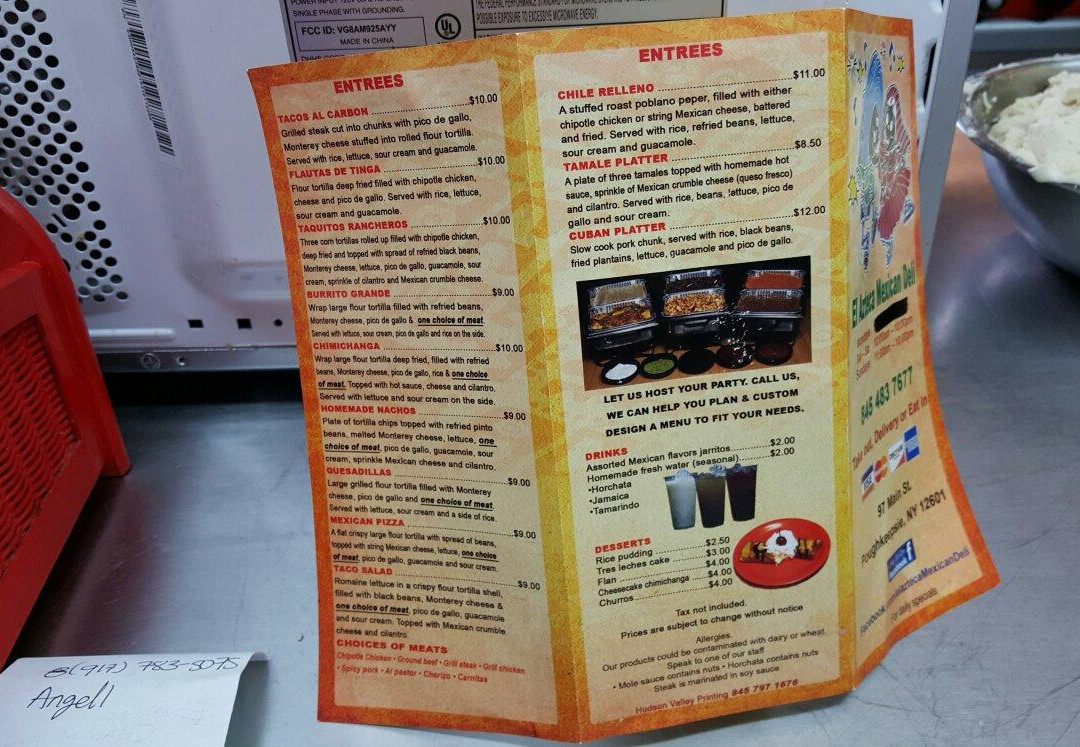 SINGLE PHASE WITH GROUNDING.
FCC ID: VG8AM925AYY
MADE IN CHINA
POSSIBLE EXPOSURE TO EXCESSIVE MICROWAVE ENERGY.
ENTREES
TACOS AL CARBON ...$10.00
Grilled steak cut into chunks with pico de gallo,
Monterey cheese stuffed into rolled flour tortilla.
Served with rice, lettuce, sour cream and guacamole.
FLAUTAS DE TINGA ...$10.00
Flour tortilla deep fried filled with chipotle chicken,
cheese and pico de gallo. Served with rice, lettuce,
sour cream and guacamole.
TAQUITOS RANCHEROS ...$10.00
Three corn tortillas rolled up filled with chipotle chicken,
deep fried and topped with spread of refried black beans,
Monterey cheese, lettuce, pico de gallo, guacamole, sour
cream, sprinkle of cilantro and Mexican crumble cheese.
BURRITO GRANDE ...$9.00
Wrap large flour tortilla filled with refried beans,
Monterey cheese, pico de gallo & one choice of meat.
Served with lettuce, sour cream, pico de gallo and rice on the side.
CHIMICHANGA ...$10.00
Wrap large flour tortilla deep fried, filled with refried
beans, Monterey cheese, pico de gallo, rice & one choice
of meat. Topped with hot sauce, cheese and cilantro.
Served with lettuce and sour cream on the side.
HOMEMADE NACHOS ...$9.00
Plate of tortilla chips topped with refried pinto
beans, melted Monterey cheese, lettuce, one
choice of meat, pico de gallo, guacamole, sour
cream, sprinkle Mexican cheese and cilantro.
QUESADILLAS ...$9.00
Large grilled flour tortilla filled with Monterey
cheese, pico de gallo and one choice of meat.
Served with lettuce, sour cream and a side of rice.
MEXICAN PIZZA ...$9.00
A flat crispy large flour tortilla with spread of beans,
topped with string Mexican cheese, lettuce, one choice
of meat, pico de gallo, guacamole and sour cream.
TACO SALAD ...$9.00
Romaine lettuce in a crispy flour tortilla shell,
filled with black beans, Monterey cheese &
one choice of meat, pico de gallo, guacamole
and sour cream. Topped with Mexican crumble
cheese and cilantro.
CHOICES OF MEATS
Chipotle Chicken • Ground beef • Grill steak • Grill chicken
• Spicy pork • Al pastor • Chorizo • Carnitas
ENTREES
CHILE RELLENO ...$11.00
A stuffed roast poblano peper, filled with either
chipotle chicken or string Mexican cheese, battered
and fried. Served with rice, refried beans, lettuce,
sour cream and guacamole.
TAMALE PLATTER ...$8.50
A plate of three tamales topped with homemade hot
sauce, sprinkle of Mexican crumble cheese (queso fresco)
and cilantro. Served with rice, beans, lettuce, pico de
gallo and sour cream.
CUBAN PLATTER ...$12.00
Slow cook pork chunk, served with rice, black beans,
fried plantains, lettuce, guacamole and pico de gallo.
LET US HOST YOUR PARTY. CALL US,
WE CAN HELP YOU PLAN & CUSTOM
DESIGN A MENU TO FIT YOUR NEEDS.
DRINKS
Assorted Mexican flavors jarritos ...$2.00
Homemade fresh water (seasonal) ...$2.00
•Horchata
•Jamaica
•Tamarindo
DESSERTS
Rice pudding ...$2.50
Tres leches cake ...$3.00
Flan ...$4.00
Cheesecake chimichanga ...$4.00
Churros ...$4.00
Tax not included.
Prices are subject to change without notice
Allergies.
Our products could be contaminated with dairy or wheat.
Speak to one of our staff
• Mole sauce contains nuts • Horchata contains nuts
Steak is marinated in soy sauce
Hudson Valley Printing 845 797 1676
El Azteca Mexican Deli
845 483 7677
Take out, Delivery or Eat In
VISA
97 Main St.
Poughkeepsie, NY 12601
For daily specials
8(917) 783-8075
Angell